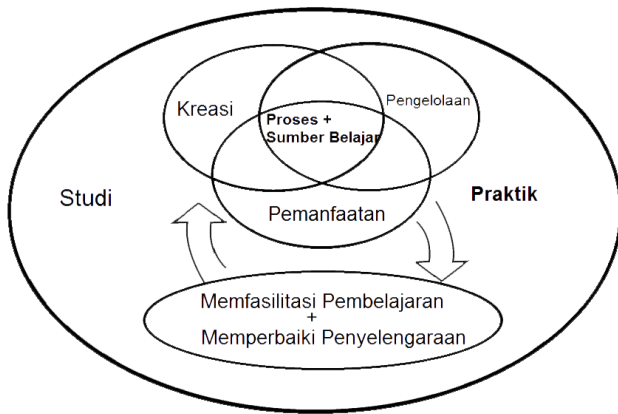 Kreasi
Pengelolaan
Proses +
Sumber Belajar
Studi
Praktik
Pemanfaatan
Memfasilitasi Pembelajaran
+
Memperbaiki Penyelengaraan